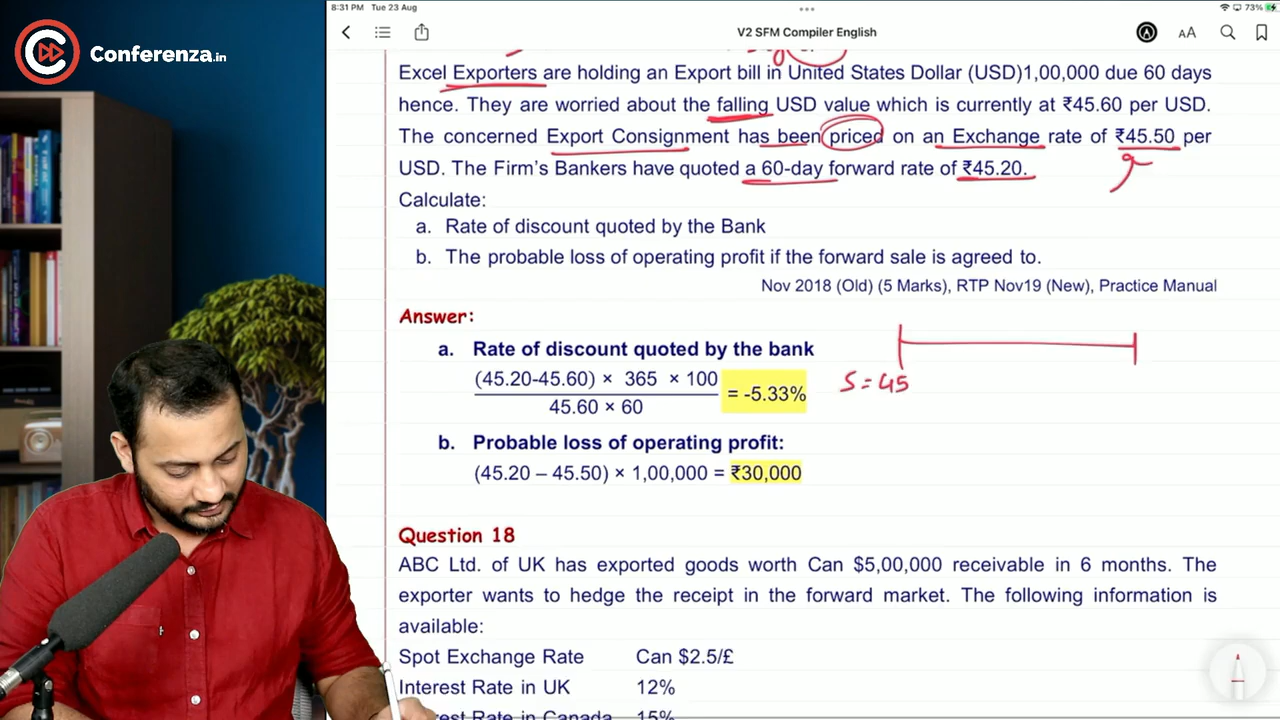 8:31 PM Tue 23 Aug
73%
Conferenza.in
V2 SFM Compiler English
AA
Excel Exporters are holding an Export bill in United States Dollar (USD)1,00,000 due 60 days
hence. They are worried about the falling USD value which is currently at ₹45.60 per USD.
The concerned Export Consignment has been priced on an Exchange rate of ₹45.50 per
USD. The Firm's Bankers have quoted a 60-day forward rate of ₹45.20.
Calculate:
a. Rate of discount quoted by the Bank
b. The probable loss of operating profit if the forward sale is agreed to.
Nov 2018 (Old) (5 Marks), RTP Nov19 (New), Practice Manual
Answer:
a. Rate of discount quoted by the bank
(45.20-45.60) × 365 × 100
45.60 × 60
= -5.33%
S = 45
b. Probable loss of operating profit:
(45.20 – 45.50) × 1,00,000 = ₹30,000
Question 18
ABC Ltd. of UK has exported goods worth Can $5,00,000 receivable in 6 months. The
exporter wants to hedge the receipt in the forward market. The following information is
available:
Spot Exchange Rate Can $2.5/£
Interest Rate in UK 12%
Rate in Canada 15%